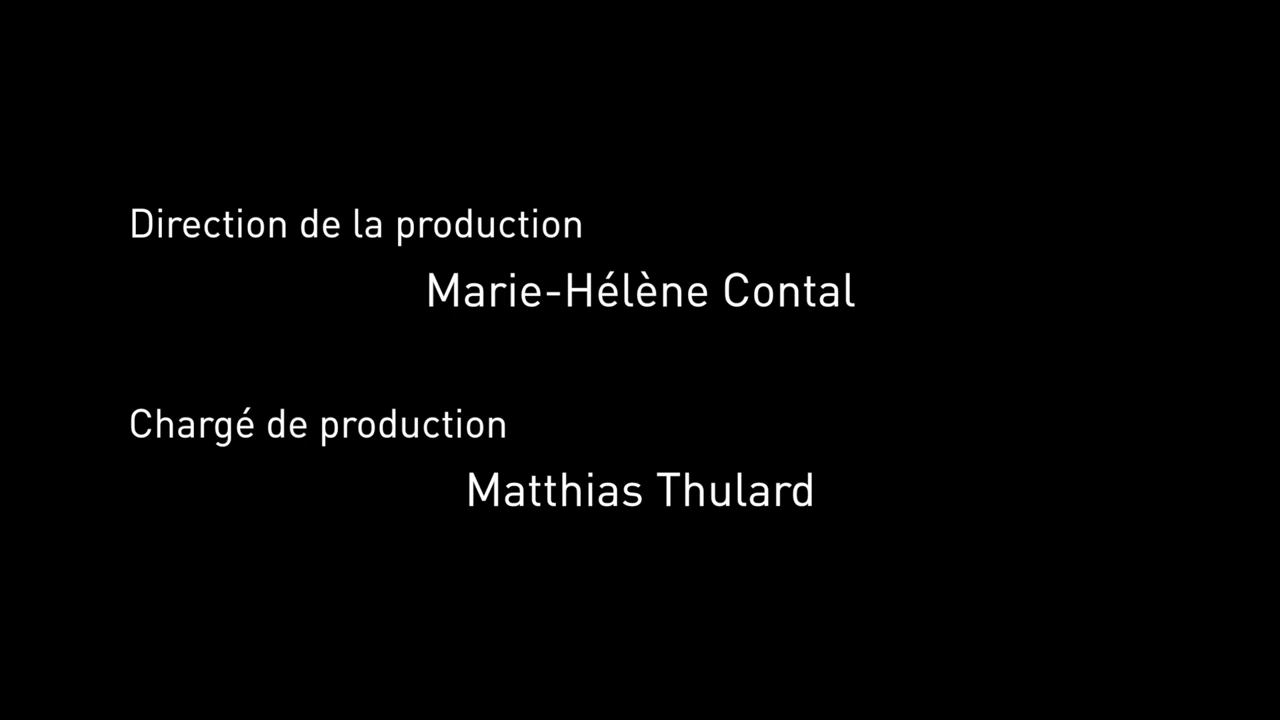 Direction de la production
Marie-Hélène Contal
Chargé de production
Matthias Thulard